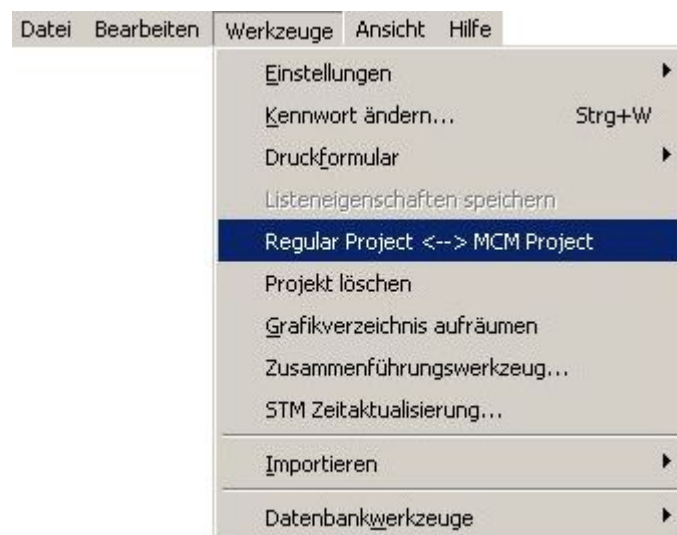 Datei Bearbeiten Werkzeuge Ansicht Hilfe
Einstellungen
Kennwort ändern... Strg+W
Druckformular
Listeneigenschaften speichern
Regular Project <--> MCM Project
Projekt löschen
Grafikverzeichnis aufräumen
Zusammenführungswerkzeug...
STM Zeitaktualisierung...
Importieren
Datenbankwerkzeuge